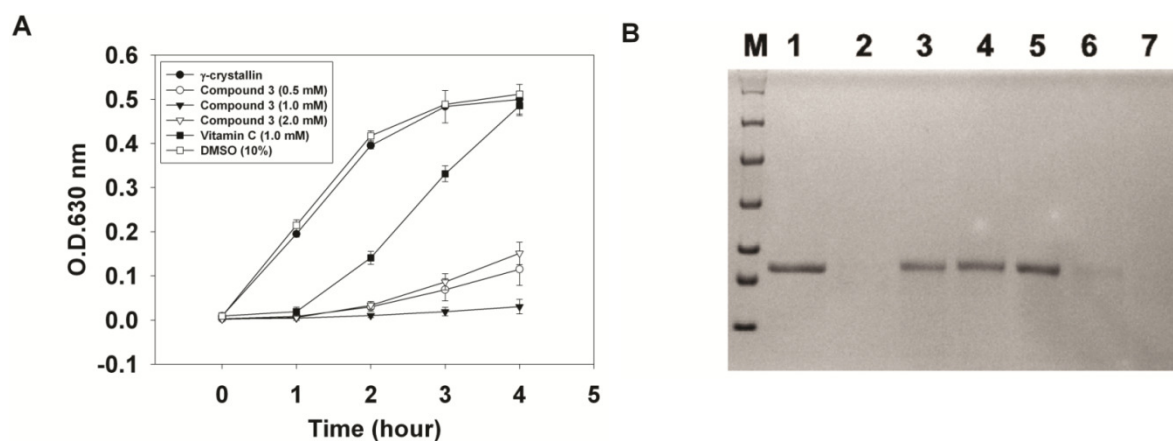 A
O.D.630 nm
0.6
0.5
0.4
0.3
0.2
0.1
0.0
-0.1
γ-crystallin
Compound 3 (0.5 mM)
Compound 3 (1.0 mM)
Compound 3 (2.0 mM)
Vitamin C (1.0 mM)
DMSO (10%)
0 1 2 3 4 5
Time (hour)
B
M 1 2 3 4 5 6 7